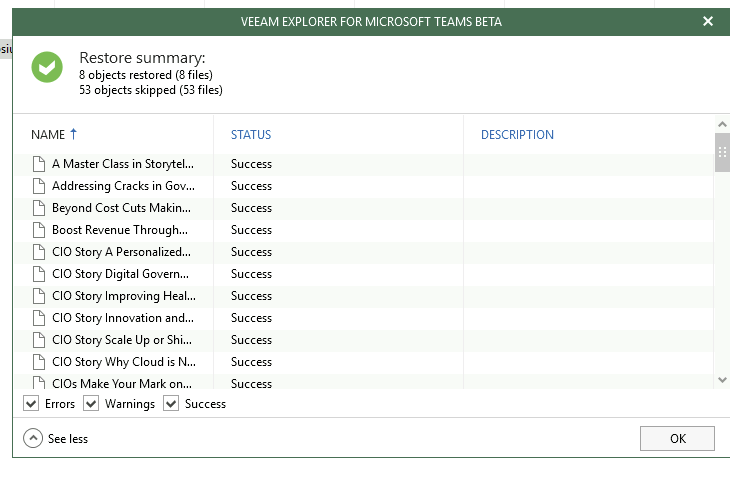 VEEAM EXPLORER FOR MICROSOFT TEAMS BETA
Restore summary:
8 objects restored (8 files)
53 objects skipped (53 files)
NAME STATUS DESCRIPTION
A Master Class in Storytel... Success
Addressing Cracks in Gov... Success
Beyond Cost Cuts Makin... Success
Boost Revenue Through... Success
CIO Story A Personalized... Success
CIO Story Digital Govern... Success
CIO Story Improving Heal... Success
CIO Story Innovation and... Success
CIO Story Scale Up or Shi... Success
CIO Story Why Cloud is N... Success
CIOs Make Your Mark on... Success
Errors Warnings Success
See less OK